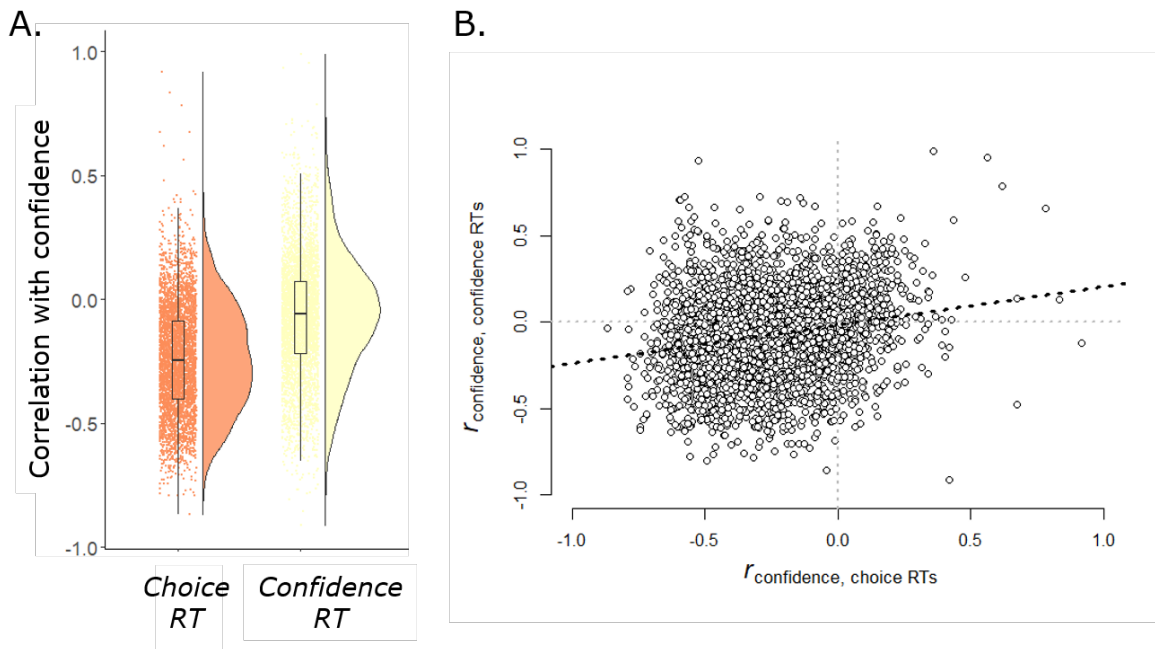 A.
Correlation with confidence
1.0
0.5
0.0
-0.5
-1.0
Choice
RT
Confidence
RT
B.
r confidence, confidence RTs
1.0
0.5
0.0
-0.5
-1.0
-1.0 -0.5 0.0 0.5 1.0
r confidence, choice RTs